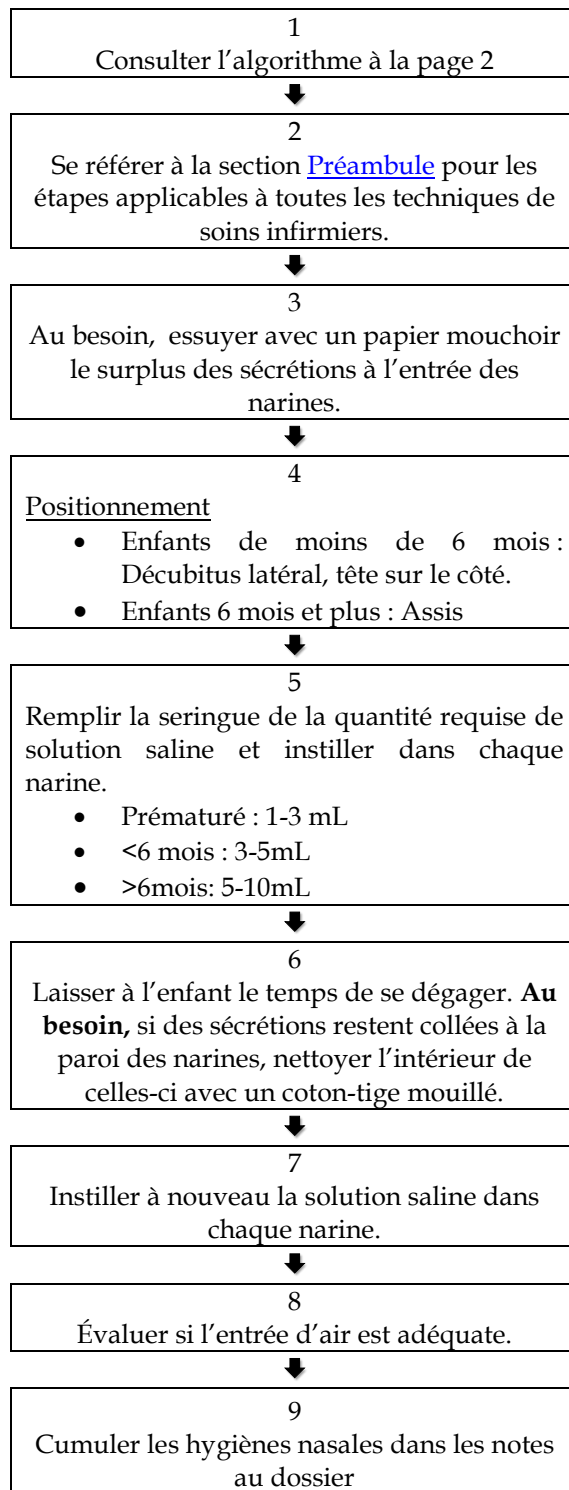 1
Consulter l’algorithme à la page 2
2
Se référer à la section Préambule pour les
étapes applicables à toutes les techniques de
soins infirmiers.
3
Au besoin, essuyer avec un papier mouchoir
le surplus des sécrétions à l’entrée des
narines.
4
Positionnement
• Enfants de moins de 6 mois :
Décubitus latéral, tête sur le côté.
• Enfants 6 mois et plus : Assis
5
Remplir la seringue de la quantité requise de
solution saline et instiller dans chaque
narine.
• Prématuré : 1-3 mL
• <6 mois : 3-5mL
• >6mois: 5-10mL
6
Laisser à l’enfant le temps de se dégager. Au
besoin, si des sécrétions restent collées à la
paroi des narines, nettoyer l’intérieur de
celles-ci avec un coton-tige mouillé.
7
Instiller à nouveau la solution saline dans
chaque narine.
8
Évaluer si l’entrée d’air est adéquate.
9
Cumuler les hygiènes nasales dans les notes
au dossier